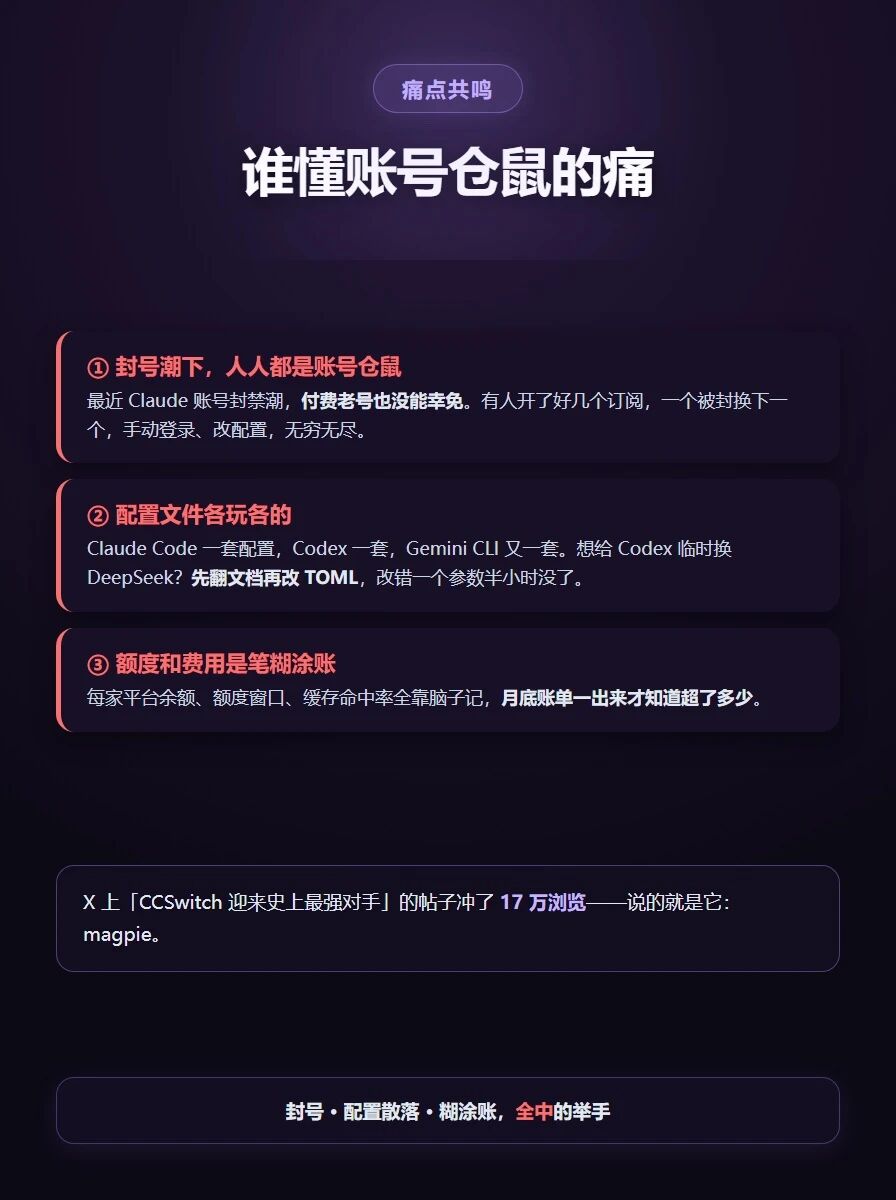 痛点共鸣
谁懂账号仓鼠的痛
① 封号潮下，人人都是账号仓鼠
最近 Claude 账号封禁潮，付费老号也没能幸免。有人开了好几个订阅，一个被封换下一
个，手动登录、改配置，无穷无尽。
② 配置文件各玩各的
Claude Code 一套配置，Codex 一套，Gemini CLI 又一套。想给 Codex 临时换
DeepSeek？先翻文档再改 TOML，改错一个参数半小时没了。
③ 额度和费用是笔糊涂账
每家平台余额、额度窗口、缓存命中率全靠脑子记，月底账单一出来才知道超了多少。
X 上「CCSwitch 迎来史上最强对手」的帖子冲了 17 万浏览——说的就是它：
magpie。
封号 · 配置散落 · 糊涂账，全中的举手